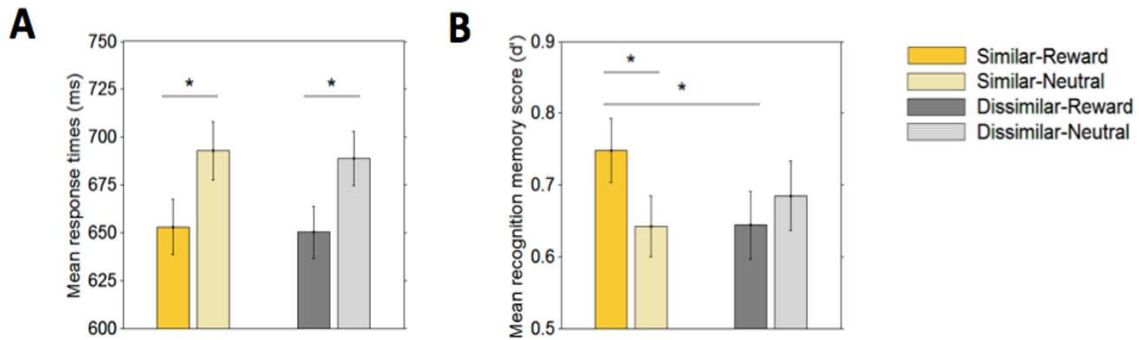 A
Mean response times (ms)
750
725
700
675
650
625
600
*
*
B
Mean recognition memory score (d')
0.9
0.8
0.7
0.6
0.5
*
*
Similar-Reward
Similar-Neutral
Dissimilar-Reward
Dissimilar-Neutral